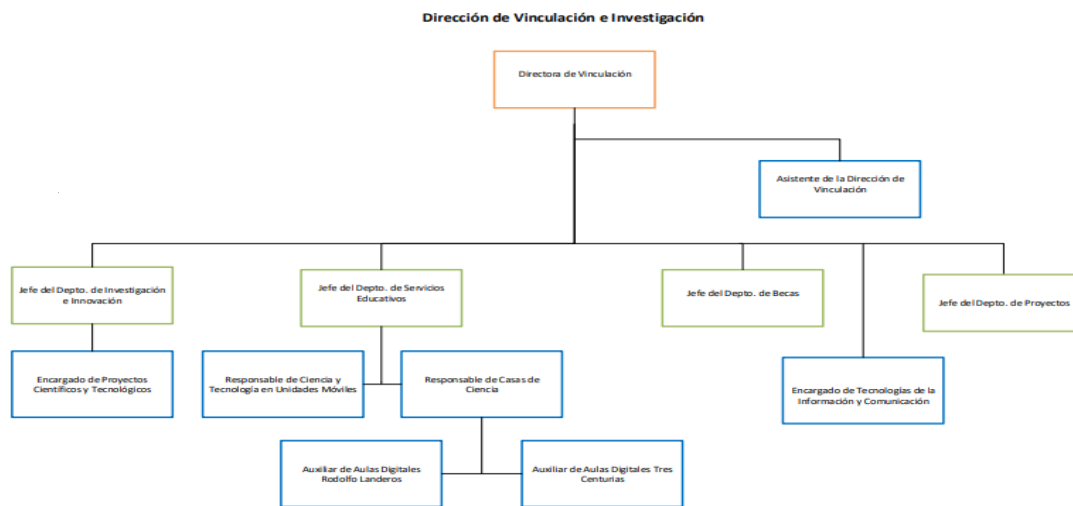 Dirección de Vinculación e Investigación
Directora de Vinculación
Asistente de la Dirección de
Vinculación
Jefe del Depto. de Investigación
e Innovación
Jefe del Depto. de Servicios
Educativos
Jefe del Depto. de Becas
Jefe del Depto. de Proyectos
Encargado de Proyectos
Científicos y Tecnológicos
Responsable de Ciencia y
Tecnología en Unidades Móviles
Responsable de Casas de
Ciencia
Encargado de Tecnologías de la
Información y Comunicación
Auxiliar de Aulas Digitales
Rodolfo Landeros
Auxiliar de Aulas Digitales Tres
Centurias